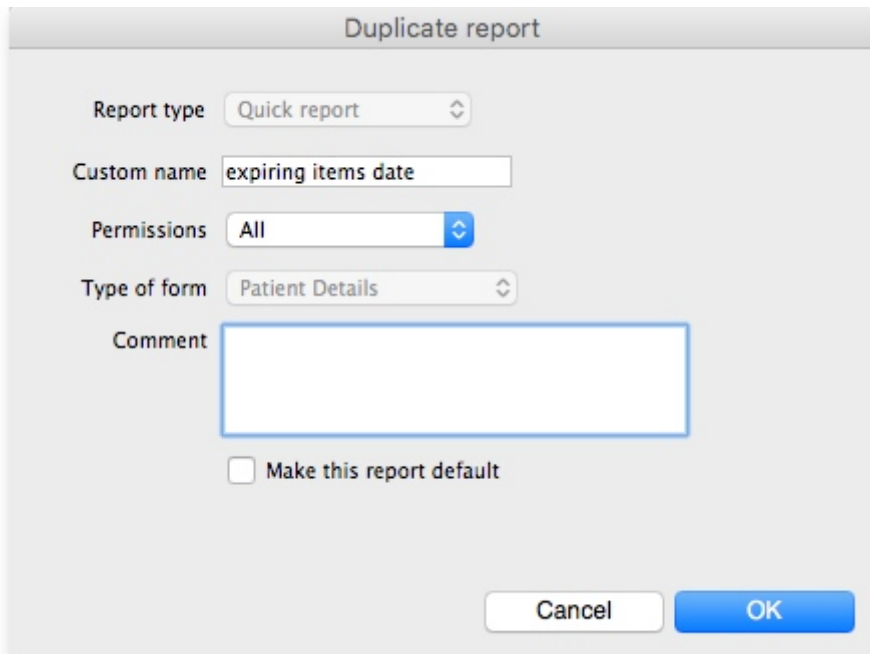 Duplicate report
Report type Quick report
Custom name expiring items date
Permissions All
Type of form Patient Details
Comment
Make this report default
Cancel OK